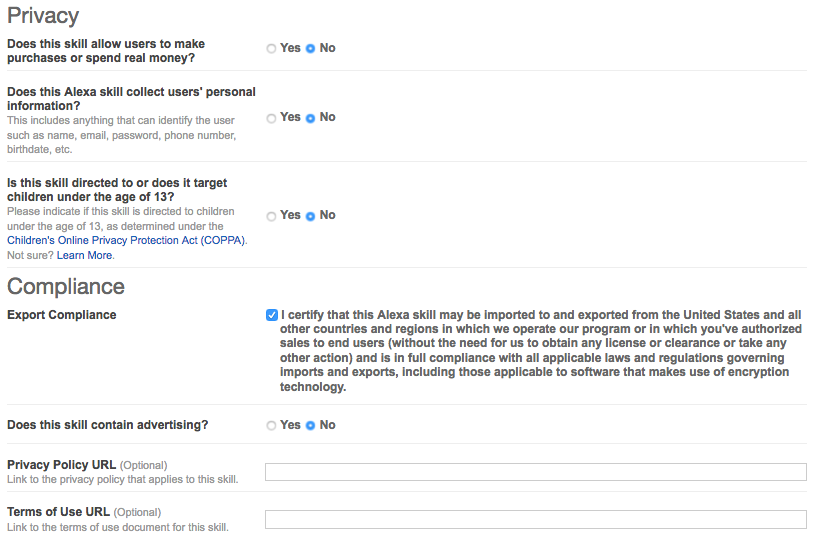 Privacy
Does this skill allow users to make
purchases or spend real money?
Yes No
Does this Alexa skill collect users' personal
information?
This includes anything that can identify the user
such as name, email, password, phone number,
birthdate, etc.
Yes No
Is this skill directed to or does it target
children under the age of 13?
Please indicate if this skill is directed to children
under the age of 13, as determined under the
Children's Online Privacy Protection Act (COPPA).
Not sure? Learn More.
Yes No
Compliance
Export Compliance
I certify that this Alexa skill may be imported to and exported from the United States and all
other countries and regions in which we operate our program or in which you've authorized
sales to end users (without the need for us to obtain any license or clearance or take any
other action) and is in full compliance with all applicable laws and regulations governing
imports and exports, including those applicable to software that makes use of encryption
technology.
Does this skill contain advertising?
Yes No
Privacy Policy URL (Optional)
Link to the privacy policy that applies to this skill.
Terms of Use URL (Optional)
Link to the terms of use document for this skill.